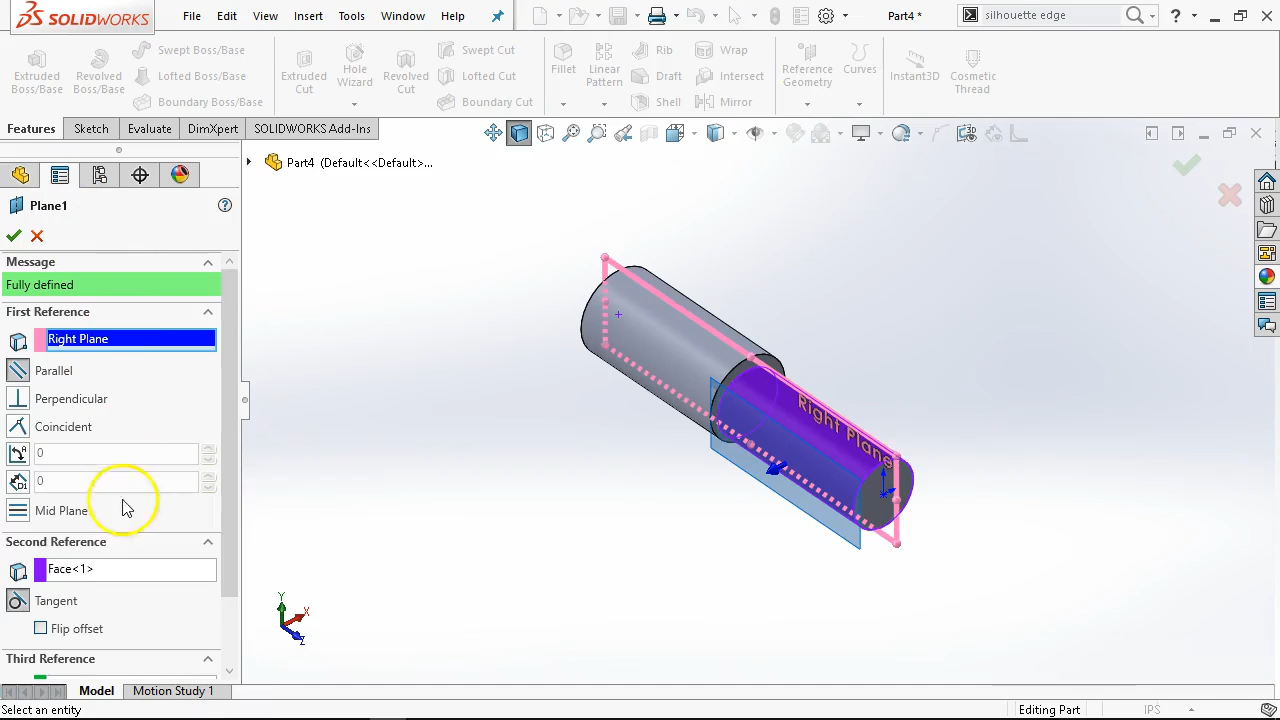 SOLIDWORKS File Edit View Insert Tools Window Help Part4 * silhouette edge ?
Extruded Boss/Base
Revolved Boss/Base
Swept Boss/Base
Lofted Boss/Base
Boundary Boss/Base
Extruded Cut
Hole Wizard
Revolved Cut
Swept Cut
Lofted Cut
Boundary Cut
Fillet
Linear Pattern
Rib
Draft
Shell
Wrap
Intersect
Mirror
Reference Geometry
Curves
Instant3D
Cosmetic Thread
Features Sketch Evaluate DimXpert SOLIDWORKS Add-Ins
Part4 (Default<<Default>...
Plane1
Message
Fully defined
First Reference
Right Plane
Parallel
Perpendicular
Coincident
0
0
Mid Plane
Second Reference
Face<1>
Tangent
Flip offset
Third Reference
Right Plane
Y
X
Z
Model Motion Study 1
Select an entity Editing Part IPS